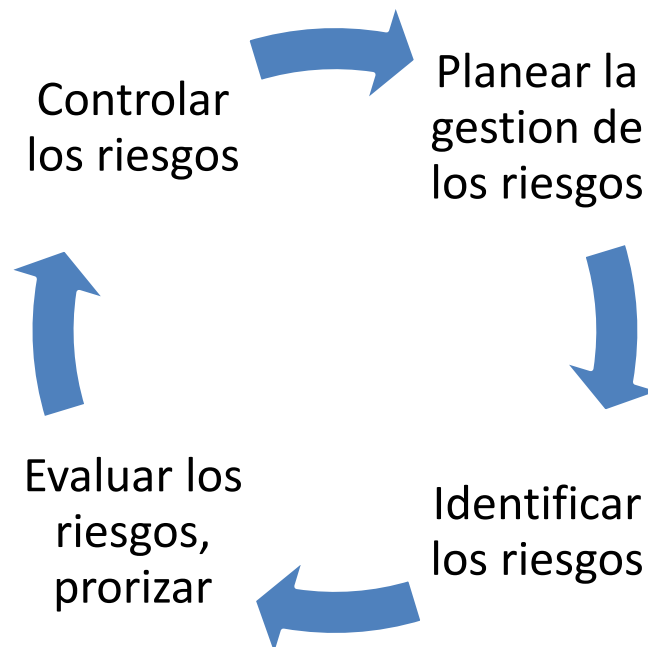 Controlar
los riesgos
Planear la
gestion de
los riesgos
Evaluar los
riesgos,
prorizar
Identificar
los riesgos